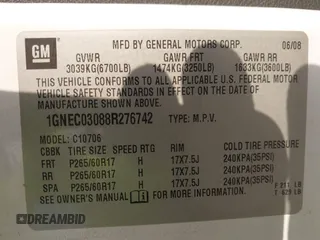 GM
MFD BY GENERAL MOTORS CORP. 06/08
GVWR GAWR FRT GAWR RR
3039KG(6700LB) 1474KG(3250LB) 1633KG(3600LB)
THIS VEHICLE CONFORMS TO ALL APPLICABLE U.S. FEDERAL MOTOR
VEHICLE SAFETY STANDARDS IN EFFECT ON THE DATE OF
MANUFACTURE SHOWN ABOVE.
1GNEC03088R276742 TYPE: M.P.V.
MODEL: C10706
CBBK TIRE SIZE SPEED RTG RIM COLD TIRE PRESSURE
FRT P265/60R17 H 17X7.5J 240KPA(35PSI)
RR P265/60R17 H 17X7.5J 240KPA(35PSI)
SPA P265/60R17 H 17X7.5J 240KPA(35PSI)
SEE OWNER'S MANUAL FOR MORE INFORMATION.
DREAMBID